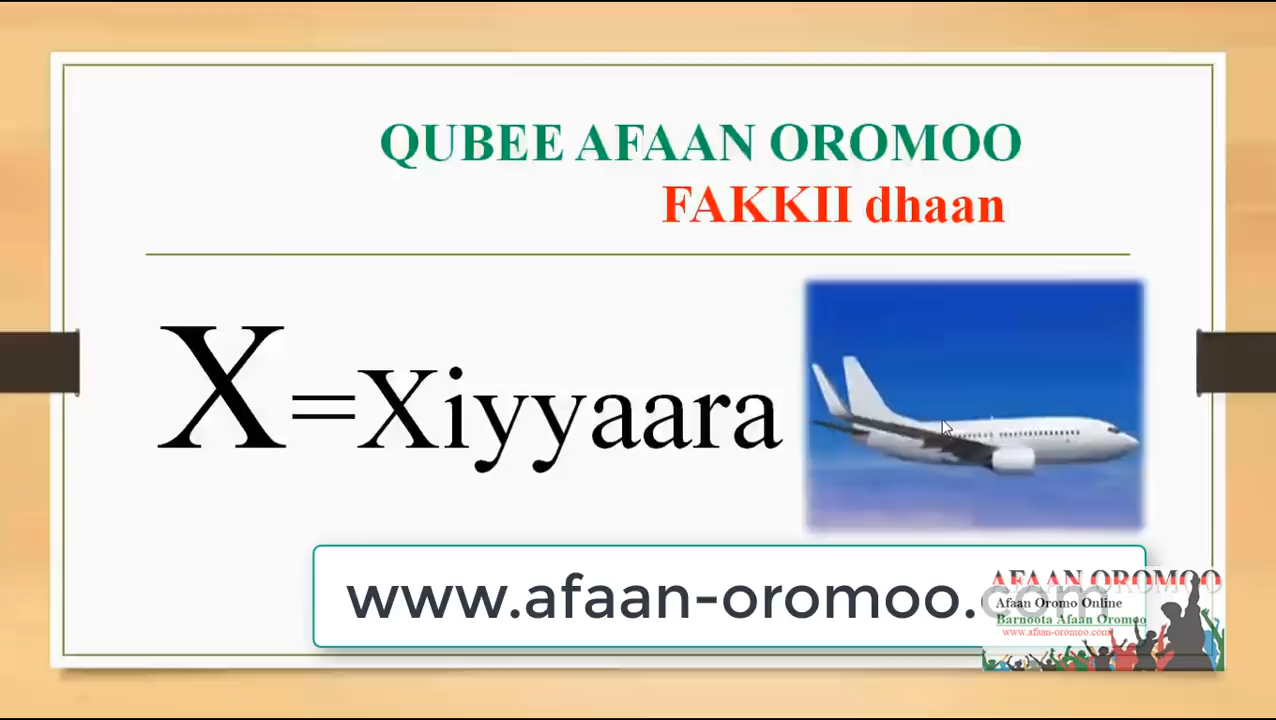 QUBEE AFAAN OROMOO
FAKKII dhaan
X=Xiyyaara
www.afaan-oromoo.com
AFAAN OROMOO
Afaan Oromo Online
Barnoota Afaan Oromoo
www.afaan-oromoo.com